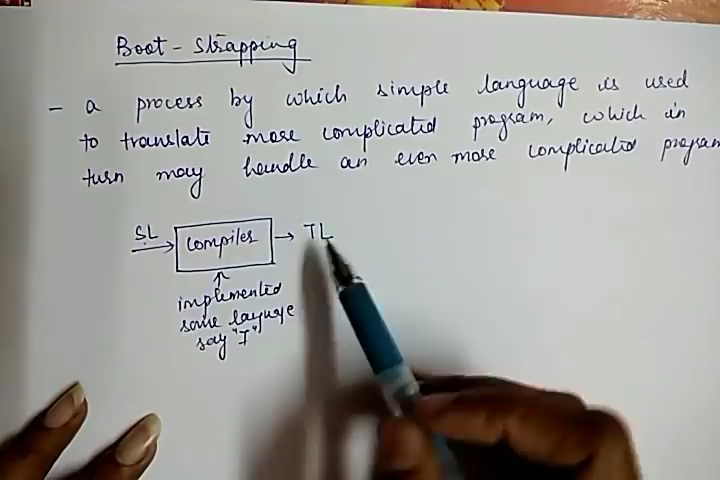 Boot - strapping
- a process by which simple language is used
to translate more complicated program, which in
turn may handle an even more complicated program
SL → compiler → TL
↑
implemented
some language
say "I"